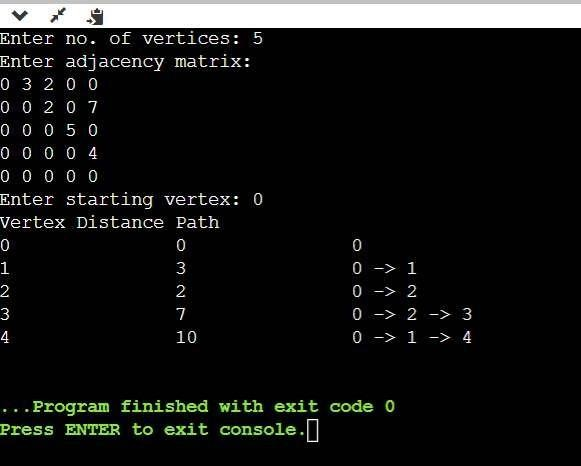 Enter no. of vertices: 5
Enter adjacency matrix:
0 3 2 0 0
0 0 2 0 7
0 0 0 5 0
0 0 0 0 4
0 0 0 0 0
Enter starting vertex: 0
Vertex Distance Path
0 0 0
1 3 0 -> 1
2 2 0 -> 2
3 7 0 -> 2 -> 3
4 10 0 -> 1 -> 4
...Program finished with exit code 0
Press ENTER to exit console.